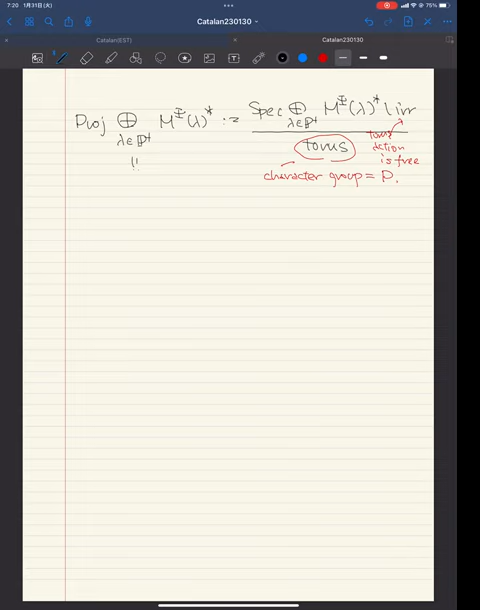 7:20 1月31日(火)
75%
Catalan230130
Catalan(EST)
Catalan230130
Proj ⊕ M^Ψ(λ)* := Spec ⊕ M^Ψ(λ)* \ irr
λ∈P⁺
λ∈P⁺
torus
torus action is free
character group = P.